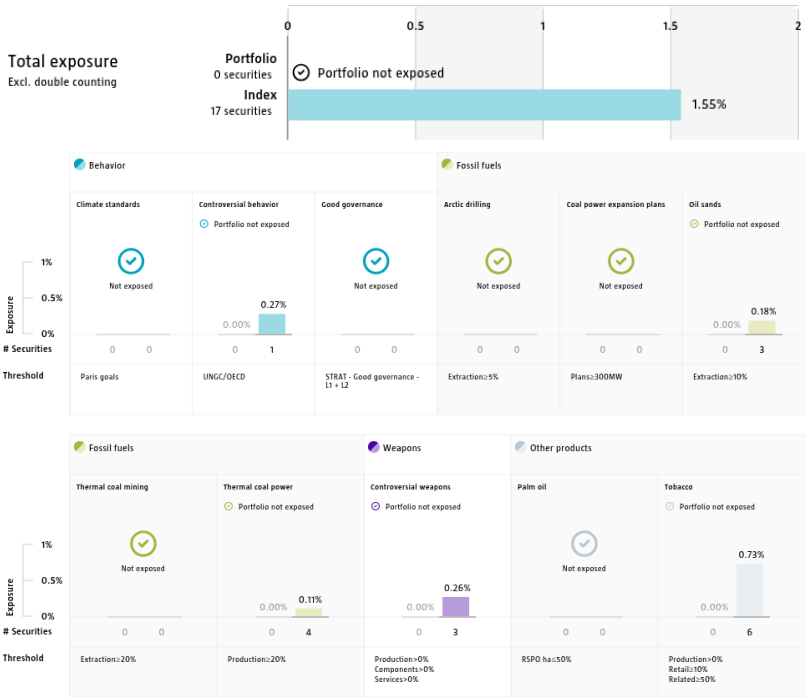 0 0.5 1 1.5 2
Total exposure
Excl. double counting
Portfolio
0 securities
Portfolio not exposed
Index
17 securities
1.55%
Behavior
Fossil fuels
Climate standards
Controversial behavior
Good governance
Arctic drilling
Coal power expansion plans
Oil sands
Portfolio not exposed
Portfolio not exposed
Not exposed
Not exposed
Not exposed
Not exposed
Exposure
1%
0.5%
0%
0.00% 0.27%
0.00% 0.18%
# Securities
0 0
0 1
0 0
0 0
0 0
0 3
Threshold
Paris goals
UNGC/OECD
STRAT - Good governance -
L1 + L2
Extraction≥5%
Plans≥300MW
Extraction≥10%
Fossil fuels
Weapons
Other products
Thermal coal mining
Thermal coal power
Controversial weapons
Palm oil
Tobacco
Portfolio not exposed
Portfolio not exposed
Portfolio not exposed
Not exposed
Not exposed
Exposure
1%
0.5%
0%
0.00% 0.11%
0.00% 0.26%
0.00% 0.73%
# Securities
0 0
0 4
0 3
0 0
0 6
Threshold
Extraction≥20%
Production≥20%
Production>0%
Components>0%
Services>0%
RSPO ha≤50%
Production>0%
Retail≥10%
Related≥50%